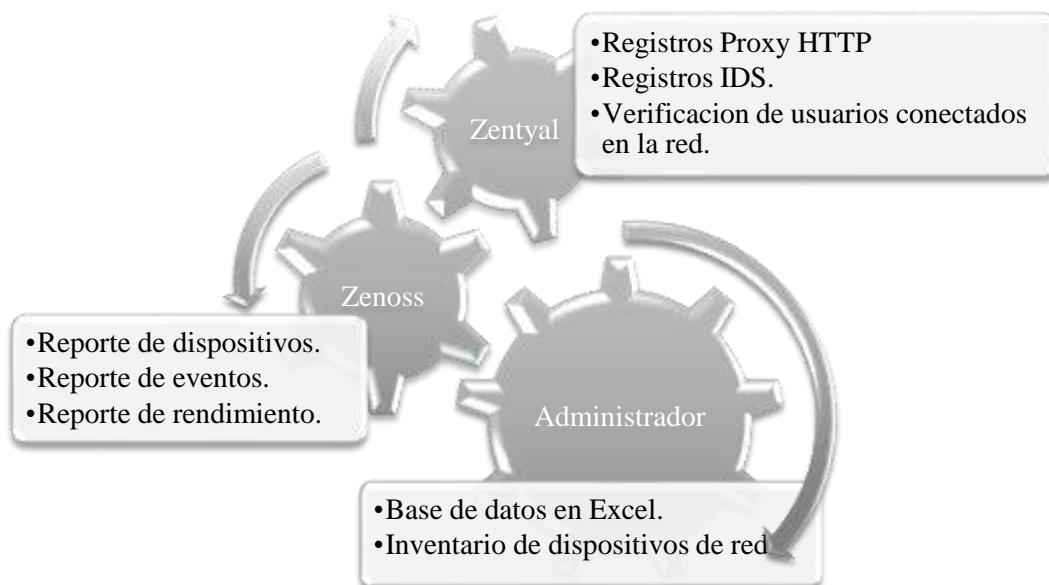 •Registros Proxy HTTP
•Registros IDS.
•Verificacion de usuarios conectados
en la red.
Zentyal
Zenoss
•Reporte de dispositivos.
•Reporte de eventos.
•Reporte de rendimiento.
Administrador
•Base de datos en Excel.
•Inventario de dispositivos de red